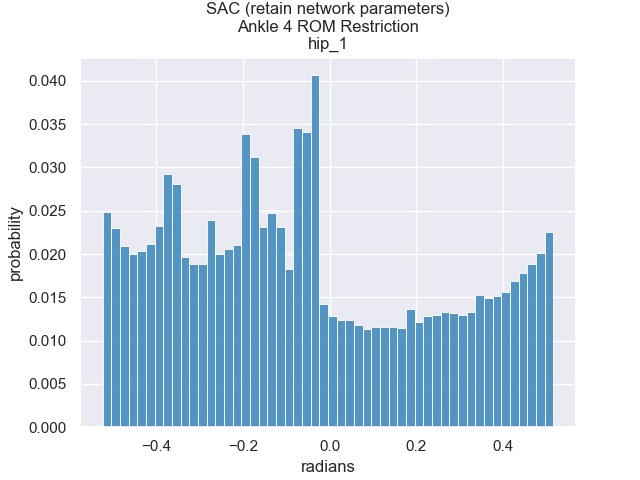 SAC (retain network parameters)
Ankle 4 ROM Restriction
hip_1
0.040
0.035
0.030
0.025
0.020
0.015
0.010
0.005
0.000
probability
−0.4
−0.2
0.0
0.2
0.4
radians